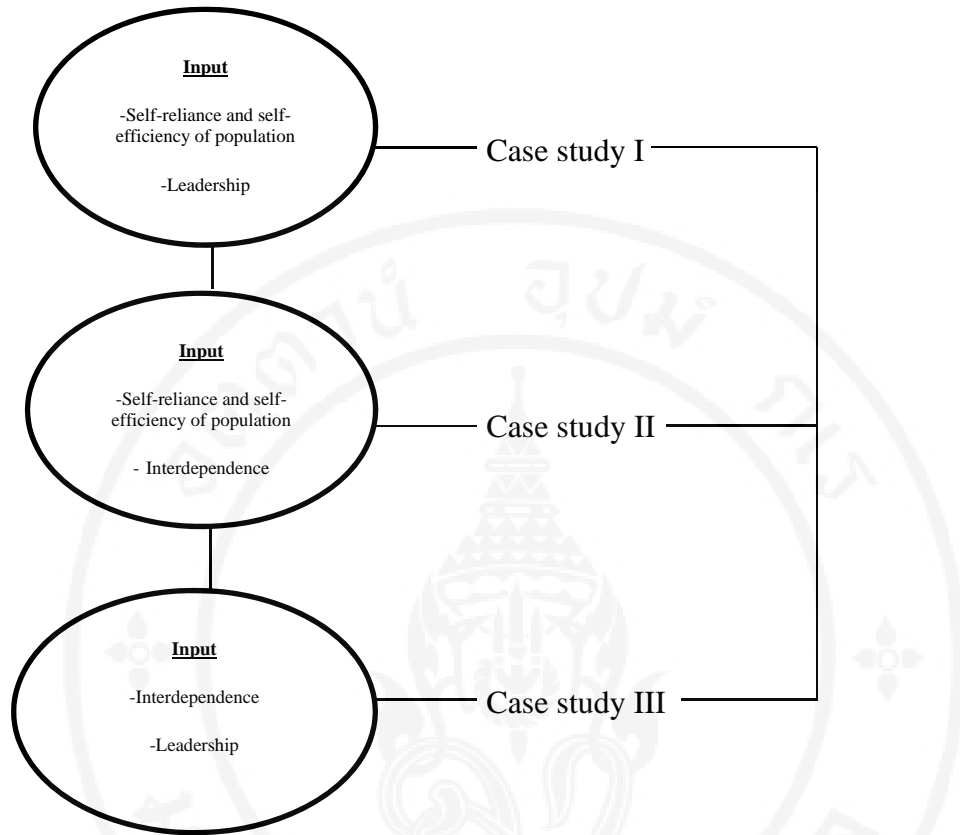 Input
-Self-reliance and self-
efficiency of population
-Leadership
Case study I
Input
-Self-reliance and self-
efficiency of population
- Interdependence
Case study II
Input
-Interdependence
-Leadership
Case study III